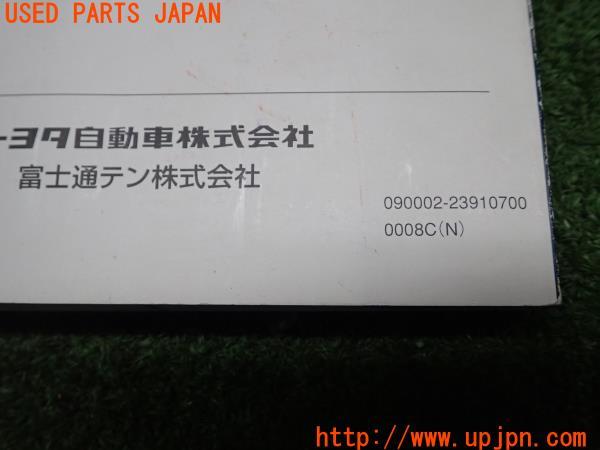 USED PARTS JAPAN
ヨタ自動車株式会社
富士通テン株式会社
090002-23910700
0008C(N)
http://www.upjpn.com/